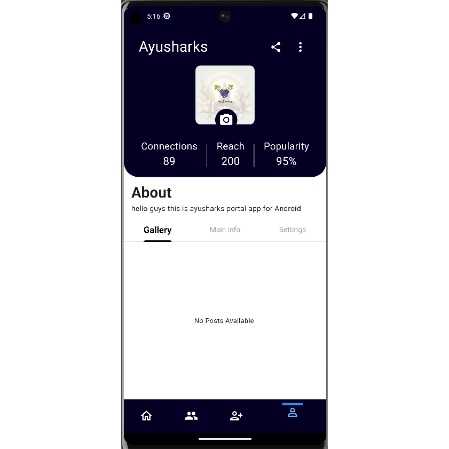 5:16
Ayusharks
Connections Reach Popularity
89 200 95%
About
hello guys this is ayusharks portal app for Android
Gallery Main info Settings
No Posts Available